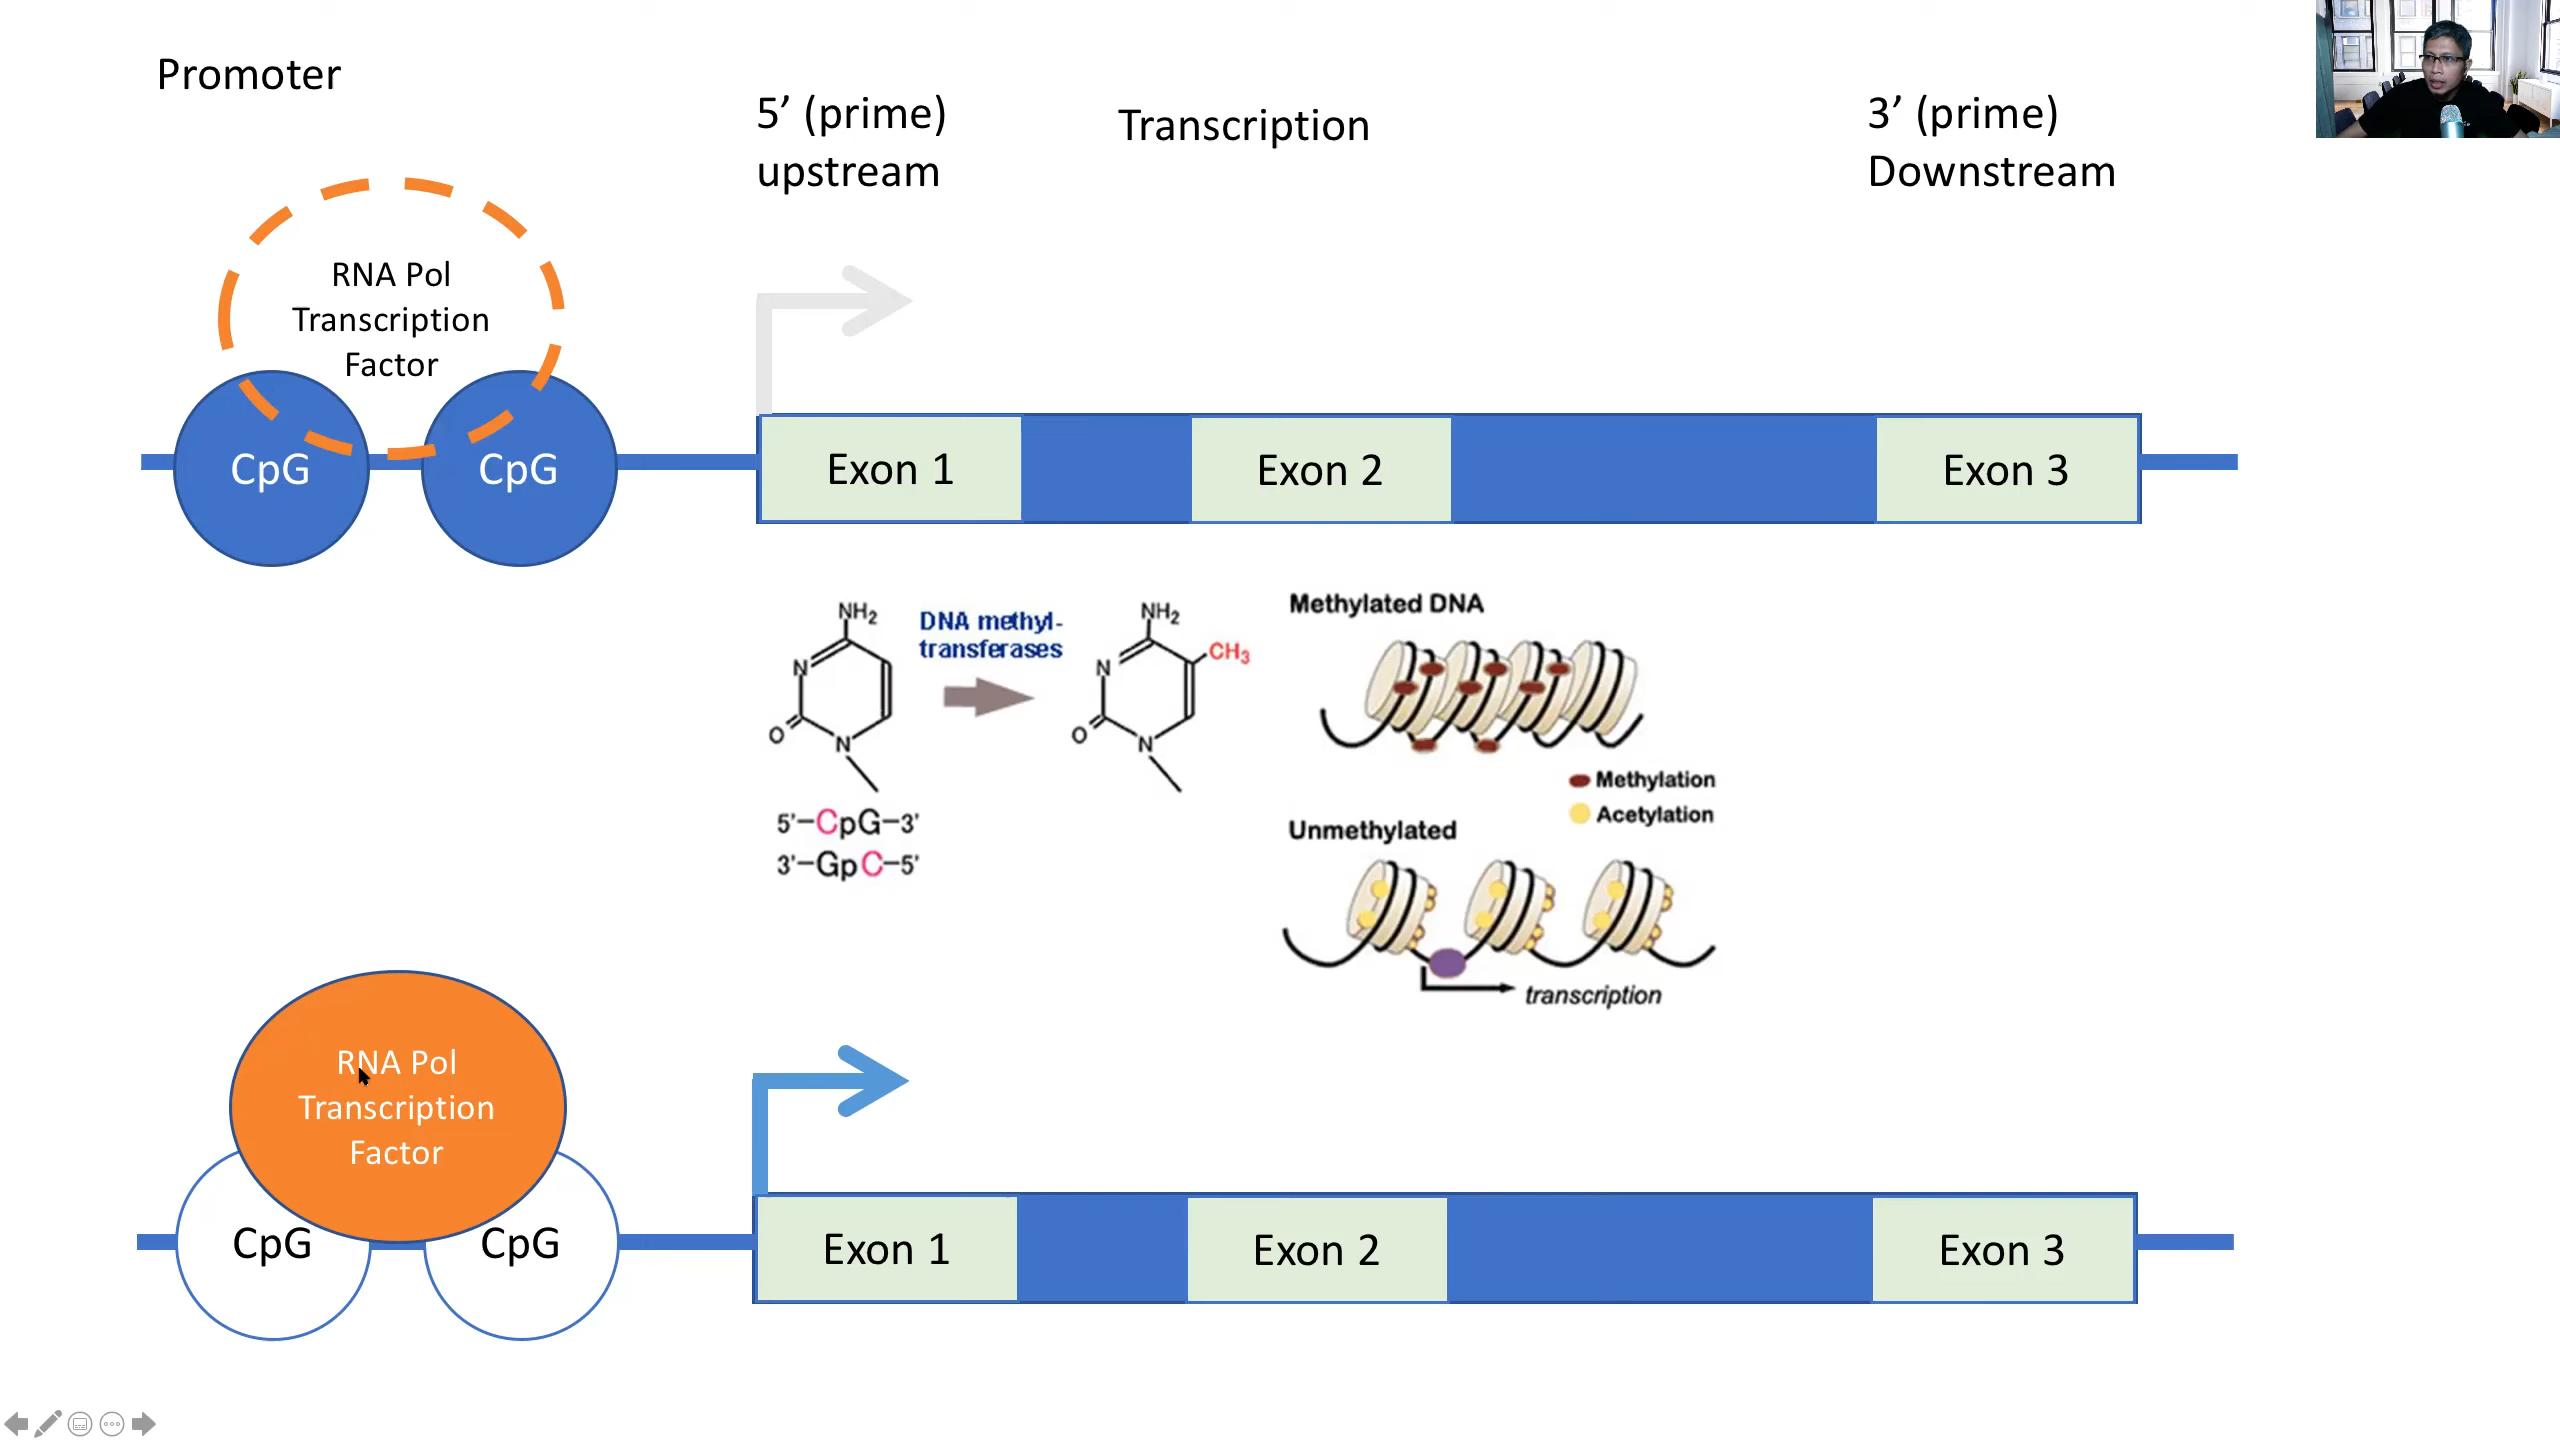 Promoter
5’ (prime)
upstream
Transcription
3’ (prime)
Downstream
RNA Pol
Transcription
Factor
CpG
CpG
Exon 1
Exon 2
Exon 3
NH2
N
O
N
DNA methyl-
transferases
NH2
CH3
N
O
N
5'–CpG–3'
3'–GpC–5'
Methylated DNA
Methylation
Acetylation
Unmethylated
transcription
RNA Pol
Transcription
Factor
CpG
CpG
Exon 1
Exon 2
Exon 3